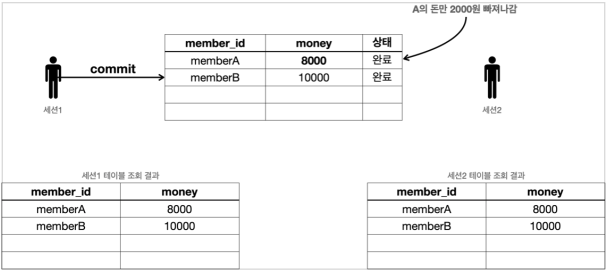 A의 돈만 2000원 빠져나감
member_id money 상태
memberA 8000 완료
commit
memberB 10000 완료
세션1
세션2
세션1 테이블 조회 결과
member_id money
memberA 8000
memberB 10000
세션2 테이블 조회 결과
member_id money
memberA 8000
memberB 10000